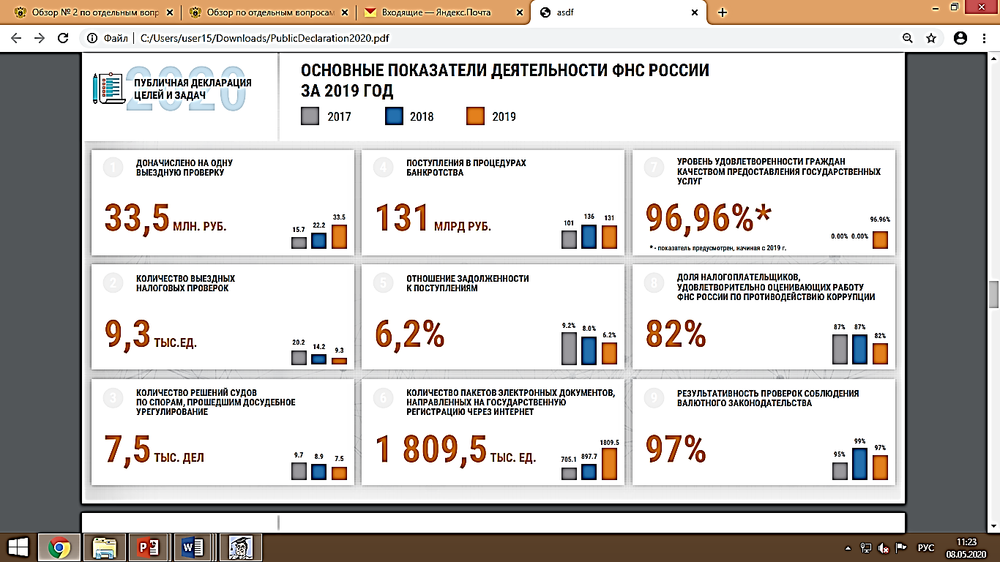 Обзор № 2 по отдельным вопр
Обзор по отдельным вопросам
Входящие — Яндекс.Почта
asdf
Файл
C:/Users/user15/Downloads/PublicDeclaration2020.pdf
2020
ПУБЛИЧНАЯ ДЕКЛАРАЦИЯ
ЦЕЛЕЙ И ЗАДАЧ
ОСНОВНЫЕ ПОКАЗАТЕЛИ ДЕЯТЕЛЬНОСТИ ФНС РОССИИ
ЗА 2019 ГОД
2017 2018 2019
1
ДОНАЧИСЛЕНО НА ОДНУ
ВЫЕЗДНУЮ ПРОВЕРКУ
33,5 МЛН. РУБ.
15.7 22.2 33.5
4
ПОСТУПЛЕНИЯ В ПРОЦЕДУРАХ
БАНКРОТСТВА
131 МЛРД РУБ.
101 136 131
7
УРОВЕНЬ УДОВЛЕТВОРЕННОСТИ ГРАЖДАН
КАЧЕСТВОМ ПРЕДОСТАВЛЕНИЯ ГОСУДАРСТВЕННЫХ
УСЛУГ
96,96%*
0.00% 0.00% 96.96%
* - показатель предусмотрен, начиная с 2019 г.
2
КОЛИЧЕСТВО ВЫЕЗДНЫХ
НАЛОГОВЫХ ПРОВЕРОК
9,3 ТЫС.ЕД.
20.2 14.2 9.3
5
ОТНОШЕНИЕ ЗАДОЛЖЕННОСТИ
К ПОСТУПЛЕНИЯМ
6,2%
9.2% 8.0% 6.2%
8
ДОЛЯ НАЛОГОПЛАТЕЛЬЩИКОВ,
УДОВЛЕТВОРИТЕЛЬНО ОЦЕНИВАЮЩИХ РАБОТУ
ФНС РОССИИ ПО ПРОТИВОДЕЙСТВИЮ КОРРУПЦИИ
82%
87% 87% 82%
3
КОЛИЧЕСТВО РЕШЕНИЙ СУДОВ
ПО СПОРАМ, ПРОШЕДШИМ ДОСУДЕБНОЕ
УРЕГУЛИРОВАНИЕ
7,5 ТЫС. ДЕЛ
9.7 8.9 7.5
6
КОЛИЧЕСТВО ПАКЕТОВ ЭЛЕКТРОННЫХ ДОКУМЕНТОВ,
НАПРАВЛЕННЫХ НА ГОСУДАРСТВЕННУЮ
РЕГИСТРАЦИЮ ЧЕРЕЗ ИНТЕРНЕТ
1 809,5 ТЫС. ЕД.
705.1 897.7 1809.5
9
РЕЗУЛЬТАТИВНОСТЬ ПРОВЕРОК СОБЛЮДЕНИЯ
ВАЛЮТНОГО ЗАКОНОДАТЕЛЬСТВА
97%
95% 99% 97%
РУС
11:23
08.05.2020